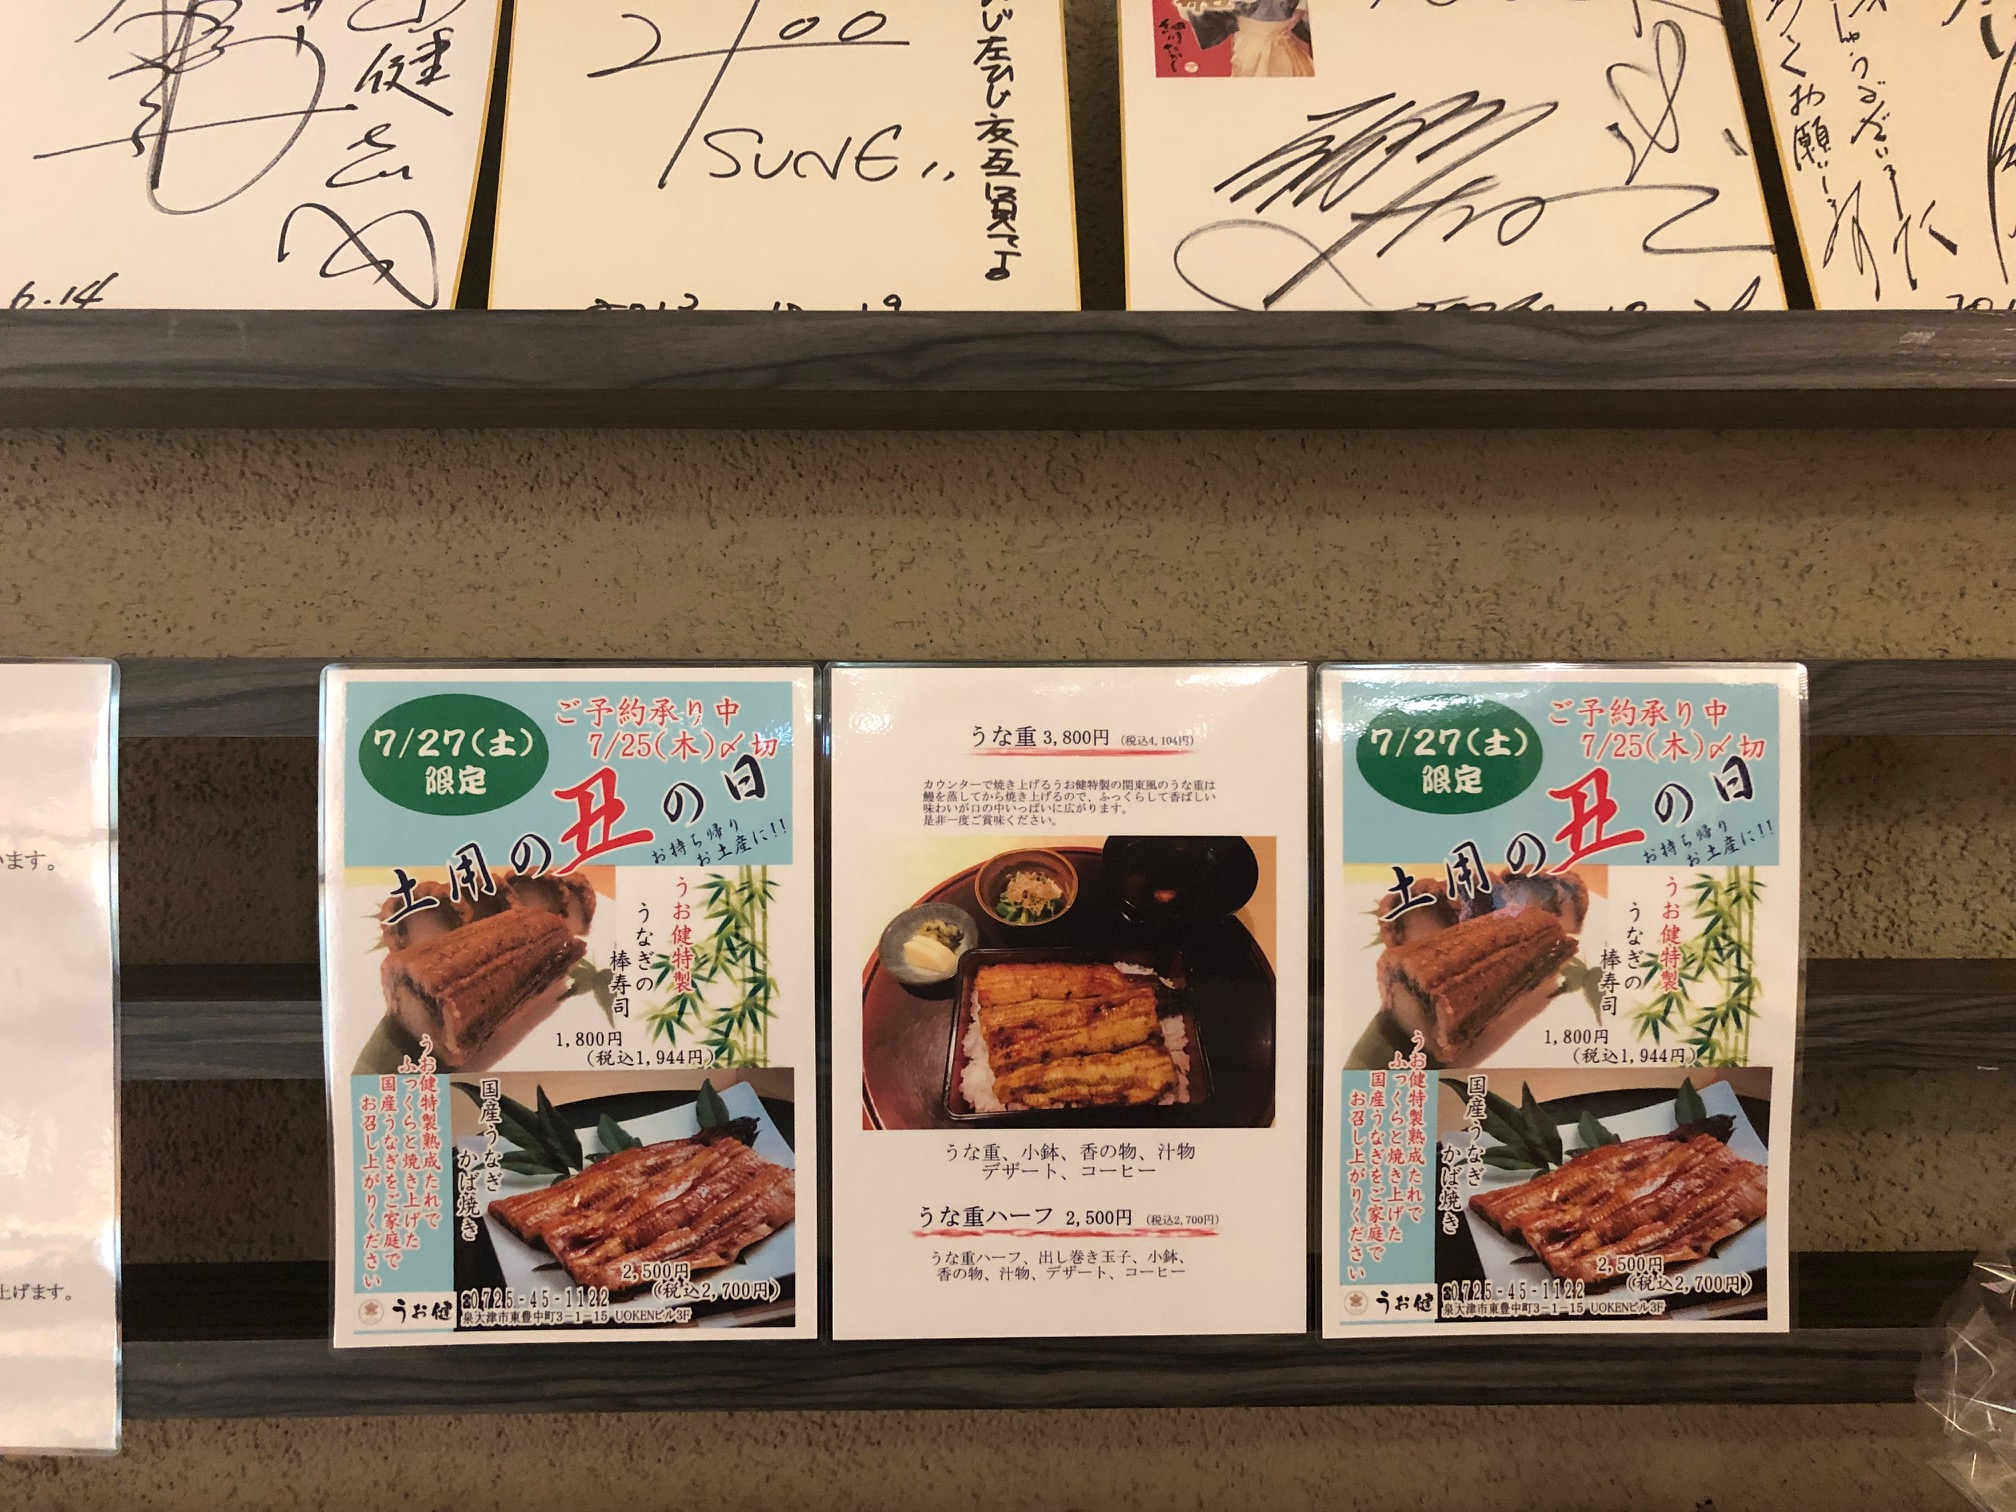 健
SUNE
左ひじ交互に見てよ
お願い
6.14
います。
上げます。
7/27(土)
限定
ご予約承り中
7/25(木)〆切
土用の丑の日
お持ち帰り
お土産に!!
うお健特製
うなぎの
棒寿司
1,800円
(税込1,944円)
うお健特製熟成たれで
ふっくらと焼き上げた
国産うなぎをご家庭で
お召し上がりください
国産うなぎ
かば焼き
2,500円
(税込2,700円)
うお健
☎0725-45-1122
泉大津市東豊中町3-1-15 UOKENビル3F
うな重 3,800円 (税込4,104円)
カウンターで焼き上げるうお健特製の関東風のうな重は
鰻を蒸してから焼き上げるので、ふっくらして香ばしい
味わいが口の中いっぱいに広がります。
是非一度ご賞味ください。
うな重、小鉢、香の物、汁物
デザート、コーヒー
うな重ハーフ 2,500円 (税込2,700円)
うな重ハーフ、出し巻き玉子、小鉢、
香の物、汁物、デザート、コーヒー
7/27(土)
限定
ご予約承り中
7/25(木)〆切
土用の丑の日
お持ち帰り
お土産に!!
うお健特製
うなぎの
棒寿司
1,800円
(税込1,944円)
うお健特製熟成たれで
ふっくらと焼き上げた
国産うなぎをご家庭で
お召し上がりください
国産うなぎ
かば焼き
2,500円
(税込2,700円)
うお健
☎0725-45-1122
泉大津市東豊中町3-1-15 UOKENビル3F